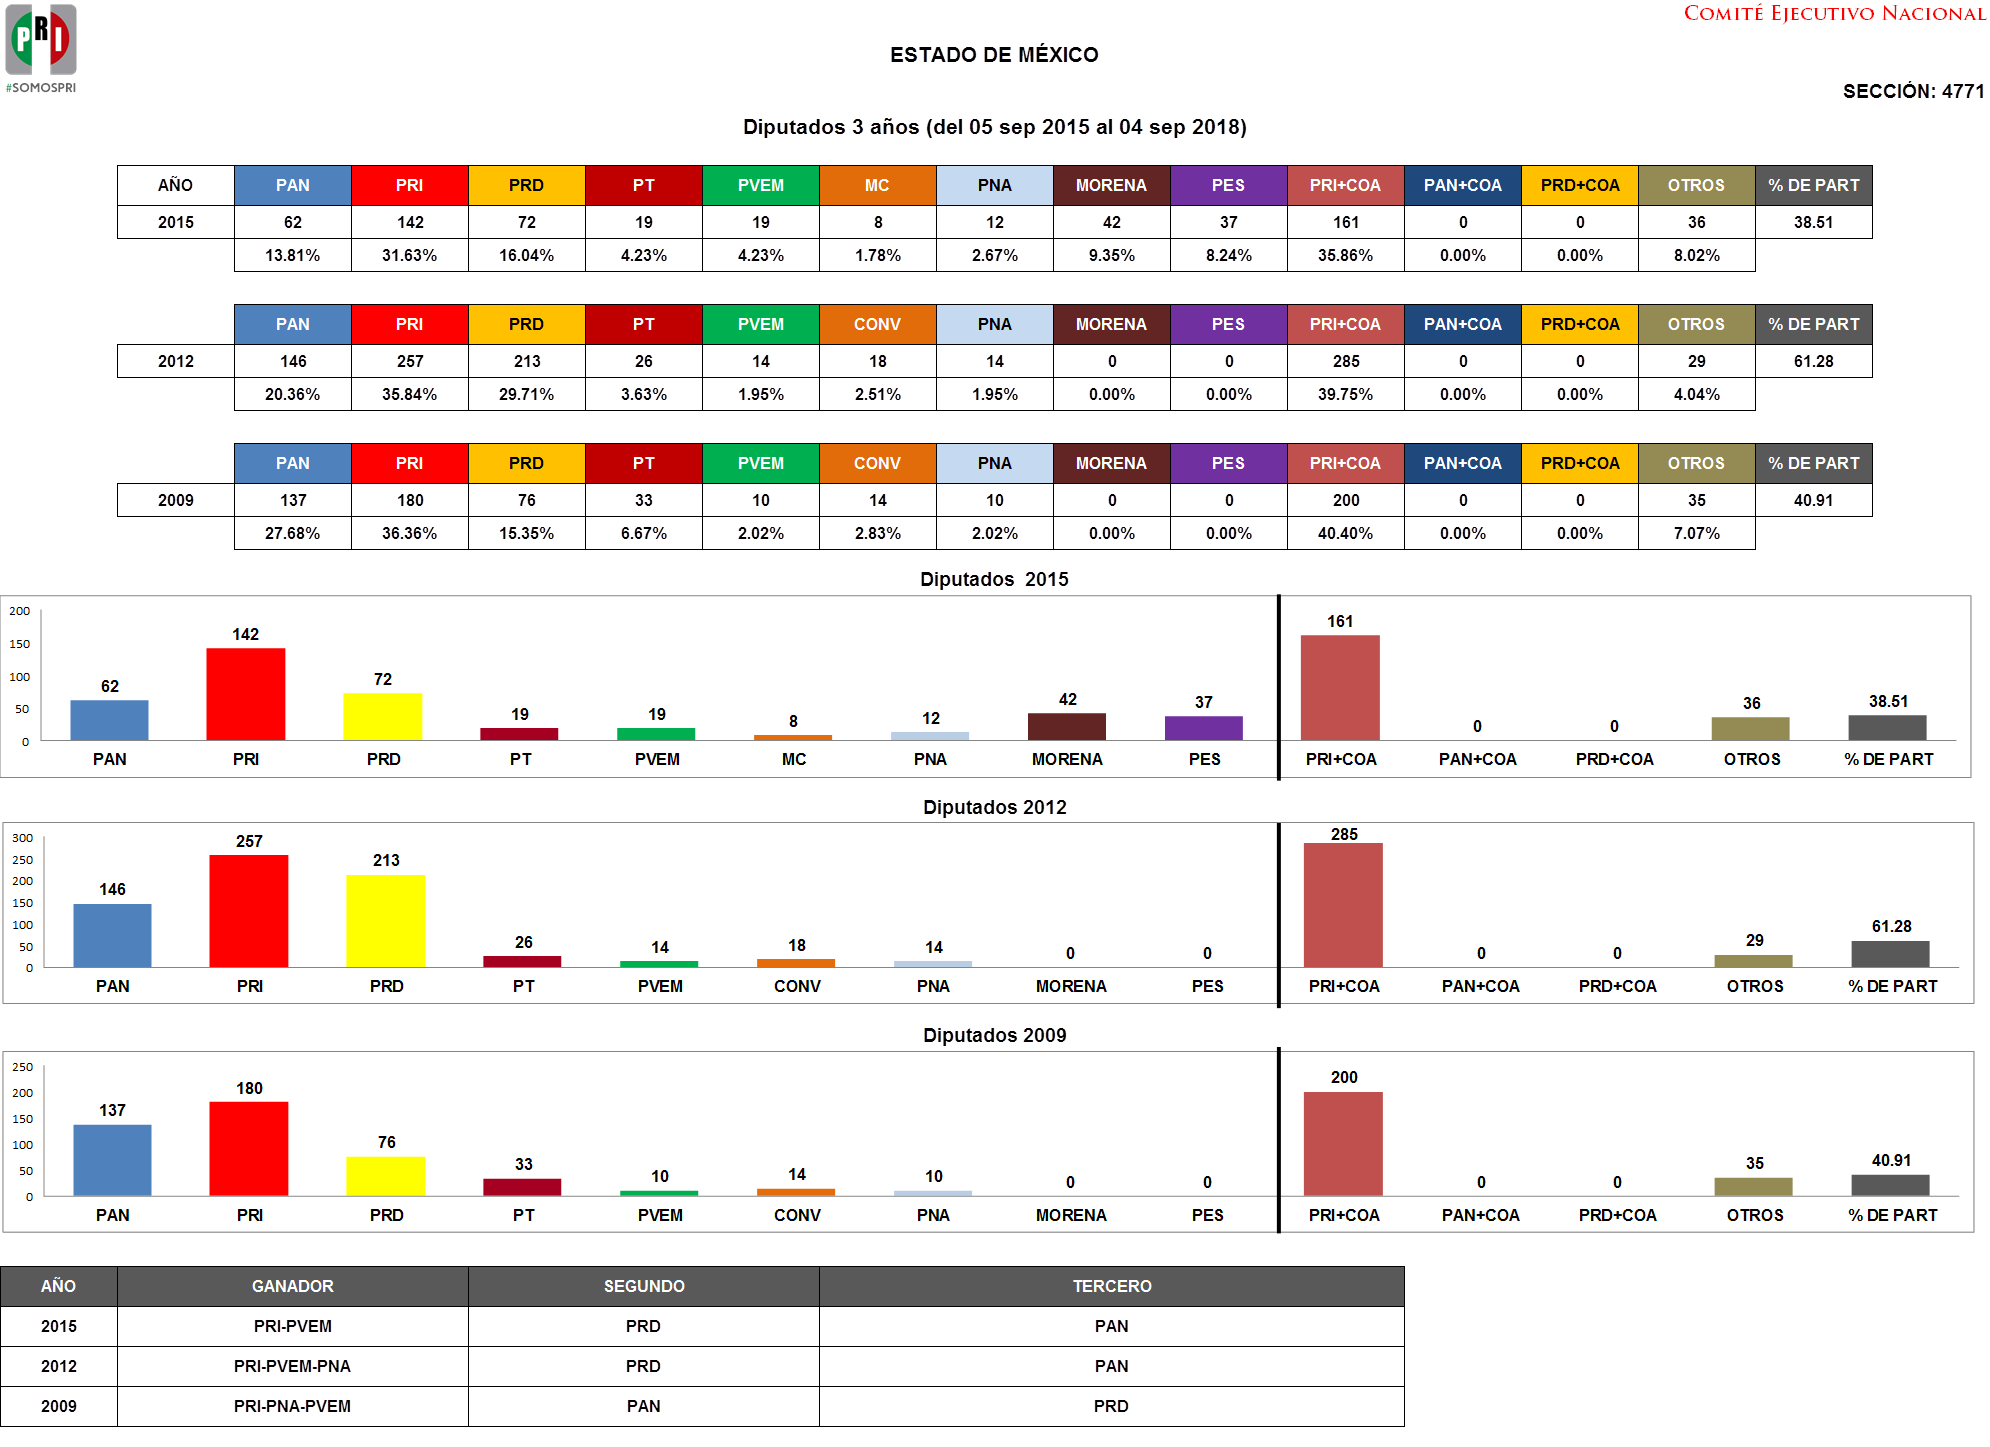 PRI
#SOMOSPRI
COMITÉ EJECUTIVO NACIONAL
ESTADO DE MÉXICO
SECCIÓN: 4771
Diputados 3 años (del 05 sep 2015 al 04 sep 2018)
AÑO PAN PRI PRD PT PVEM MC PNA MORENA PES PRI+COA PAN+COA PRD+COA OTROS % DE PART
2015 62 142 72 19 19 8 12 42 37 161 0 0 36 38.51
13.81% 31.63% 16.04% 4.23% 4.23% 1.78% 2.67% 9.35% 8.24% 35.86% 0.00% 0.00% 8.02%
PAN PRI PRD PT PVEM CONV PNA MORENA PES PRI+COA PAN+COA PRD+COA OTROS % DE PART
2012 146 257 213 26 14 18 14 0 0 285 0 0 29 61.28
20.36% 35.84% 29.71% 3.63% 1.95% 2.51% 1.95% 0.00% 0.00% 39.75% 0.00% 0.00% 4.04%
PAN PRI PRD PT PVEM CONV PNA MORENA PES PRI+COA PAN+COA PRD+COA OTROS % DE PART
2009 137 180 76 33 10 14 10 0 0 200 0 0 35 40.91
27.68% 36.36% 15.35% 6.67% 2.02% 2.83% 2.02% 0.00% 0.00% 40.40% 0.00% 0.00% 7.07%
Diputados 2015
200
150
100
50
0
62 142 72 19 19 8 12 42 37 161 0 0 36 38.51
PAN PRI PRD PT PVEM MC PNA MORENA PES PRI+COA PAN+COA PRD+COA OTROS % DE PART
Diputados 2012
300
250
200
150
100
50
0
146 257 213 26 14 18 14 0 0 285 0 0 29 61.28
PAN PRI PRD PT PVEM CONV PNA MORENA PES PRI+COA PAN+COA PRD+COA OTROS % DE PART
Diputados 2009
250
200
150
100
50
0
137 180 76 33 10 14 10 0 0 200 0 0 35 40.91
PAN PRI PRD PT PVEM CONV PNA MORENA PES PRI+COA PAN+COA PRD+COA OTROS % DE PART
AÑO GANADOR SEGUNDO TERCERO
2015 PRI-PVEM PRD PAN
2012 PRI-PVEM-PNA PRD PAN
2009 PRI-PNA-PVEM PAN PRD